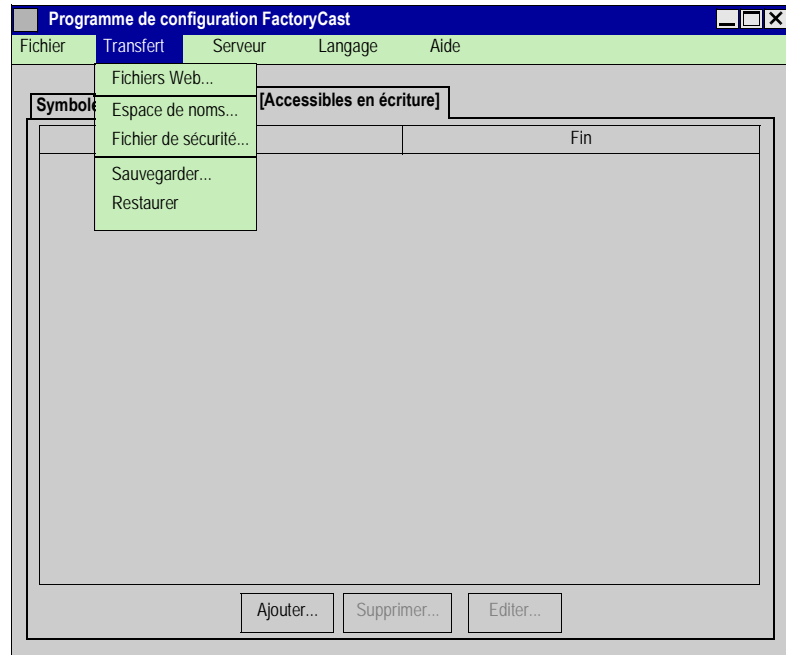 Programme de configuration FactoryCast
Fichier Transfert Serveur Langage Aide
Fichiers Web...
Espace de noms...
Fichier de sécurité...
Sauvegarder...
Restaurer
[Accessibles en écriture]
Fin
Ajouter... Supprimer... Editer...